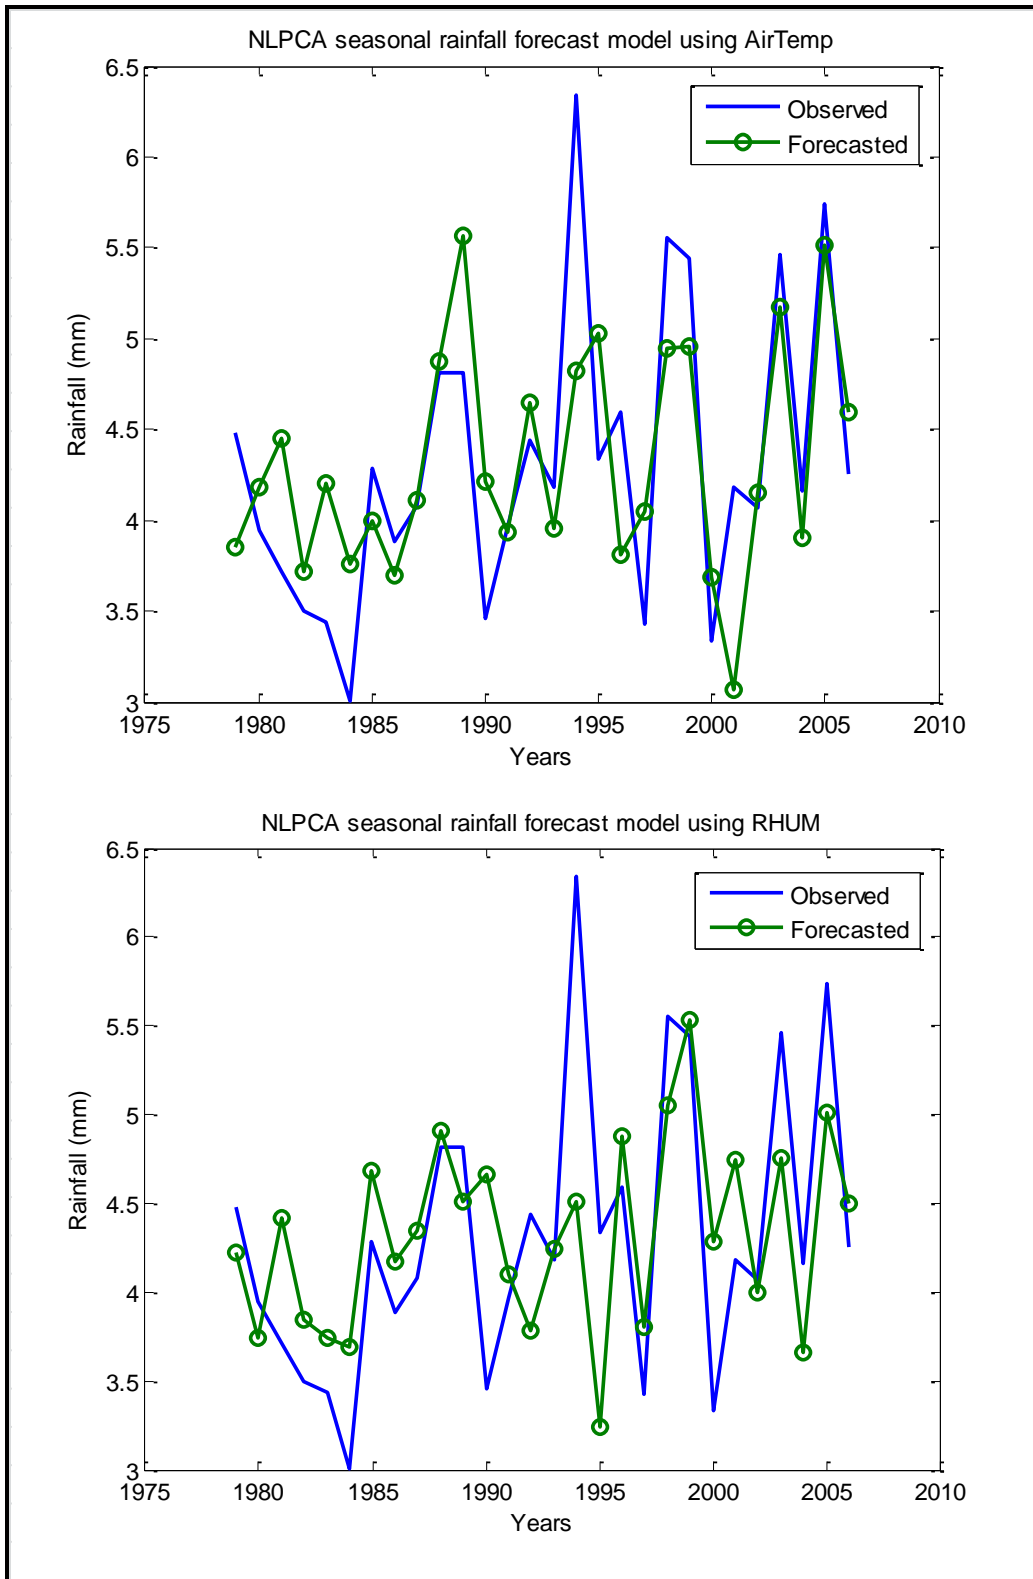 NLPCA seasonal rainfall forecast model using AirTemp
6.5
6
5.5
5
4.5
4
3.5
3
Rainfall (mm)
Observed
Forecasted
1975 1980 1985 1990 1995 2000 2005 2010
Years
NLPCA seasonal rainfall forecast model using RHUM
6.5
6
5.5
5
4.5
4
3.5
3
Rainfall (mm)
Observed
Forecasted
1975 1980 1985 1990 1995 2000 2005 2010
Years